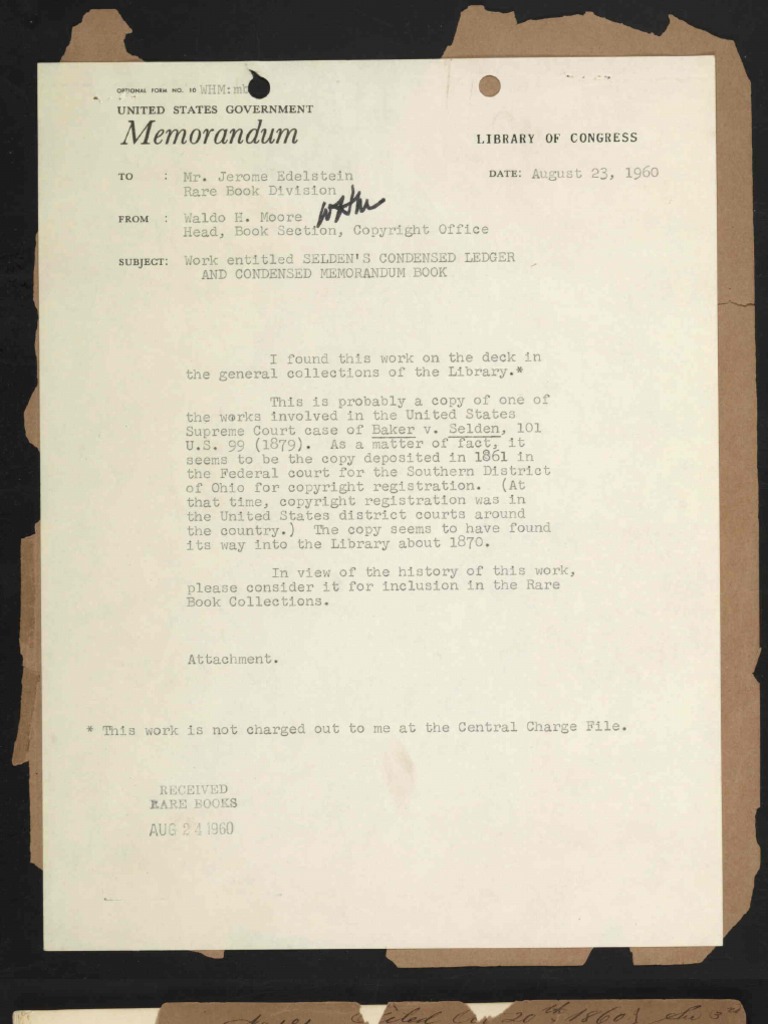 OPTIONAL FORM NO. 10 WHM:mb
UNITED STATES GOVERNMENT
Memorandum
LIBRARY OF CONGRESS
TO : Mr. Jerome Edelstein
Rare Book Division
DATE: August 23, 1960
FROM : Waldo H. Moore WHM
Head, Book Section, Copyright Office
SUBJECT: Work entitled SELDEN'S CONDENSED LEDGER
AND CONDENSED MEMORANDUM BOOK
I found this work on the deck in
the general collections of the Library.*
This is probably a copy of one of
the works involved in the United States
Supreme Court case of Baker v. Selden, 101
U.S. 99 (1879). As a matter of fact, it
seems to be the copy deposited in 1861 in
the Federal court for the Southern District
of Ohio for copyright registration. (At
that time, copyright registration was in
the United States district courts around
the country.) The copy seems to have found
its way into the Library about 1870.
In view of the history of this work,
please consider it for inclusion in the Rare
Book Collections.
Attachment.
* This work is not charged out to me at the Central Charge File.
RECEIVED
RARE BOOKS
AUG 24 1960
20th 1860